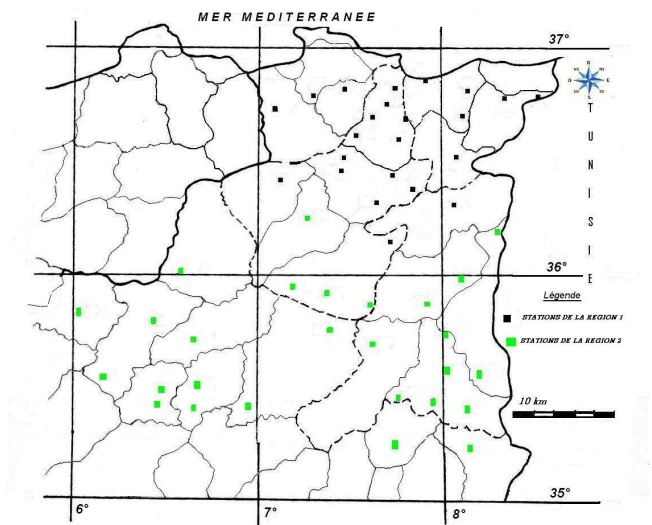 MER MEDITERRANEE
37°
T
U
N
I
S
I
E
36°
Légende
STATIONS DE LA REGION 1
STATIONS DE LA REGION 2
10 km
35°
6°
7°
8°